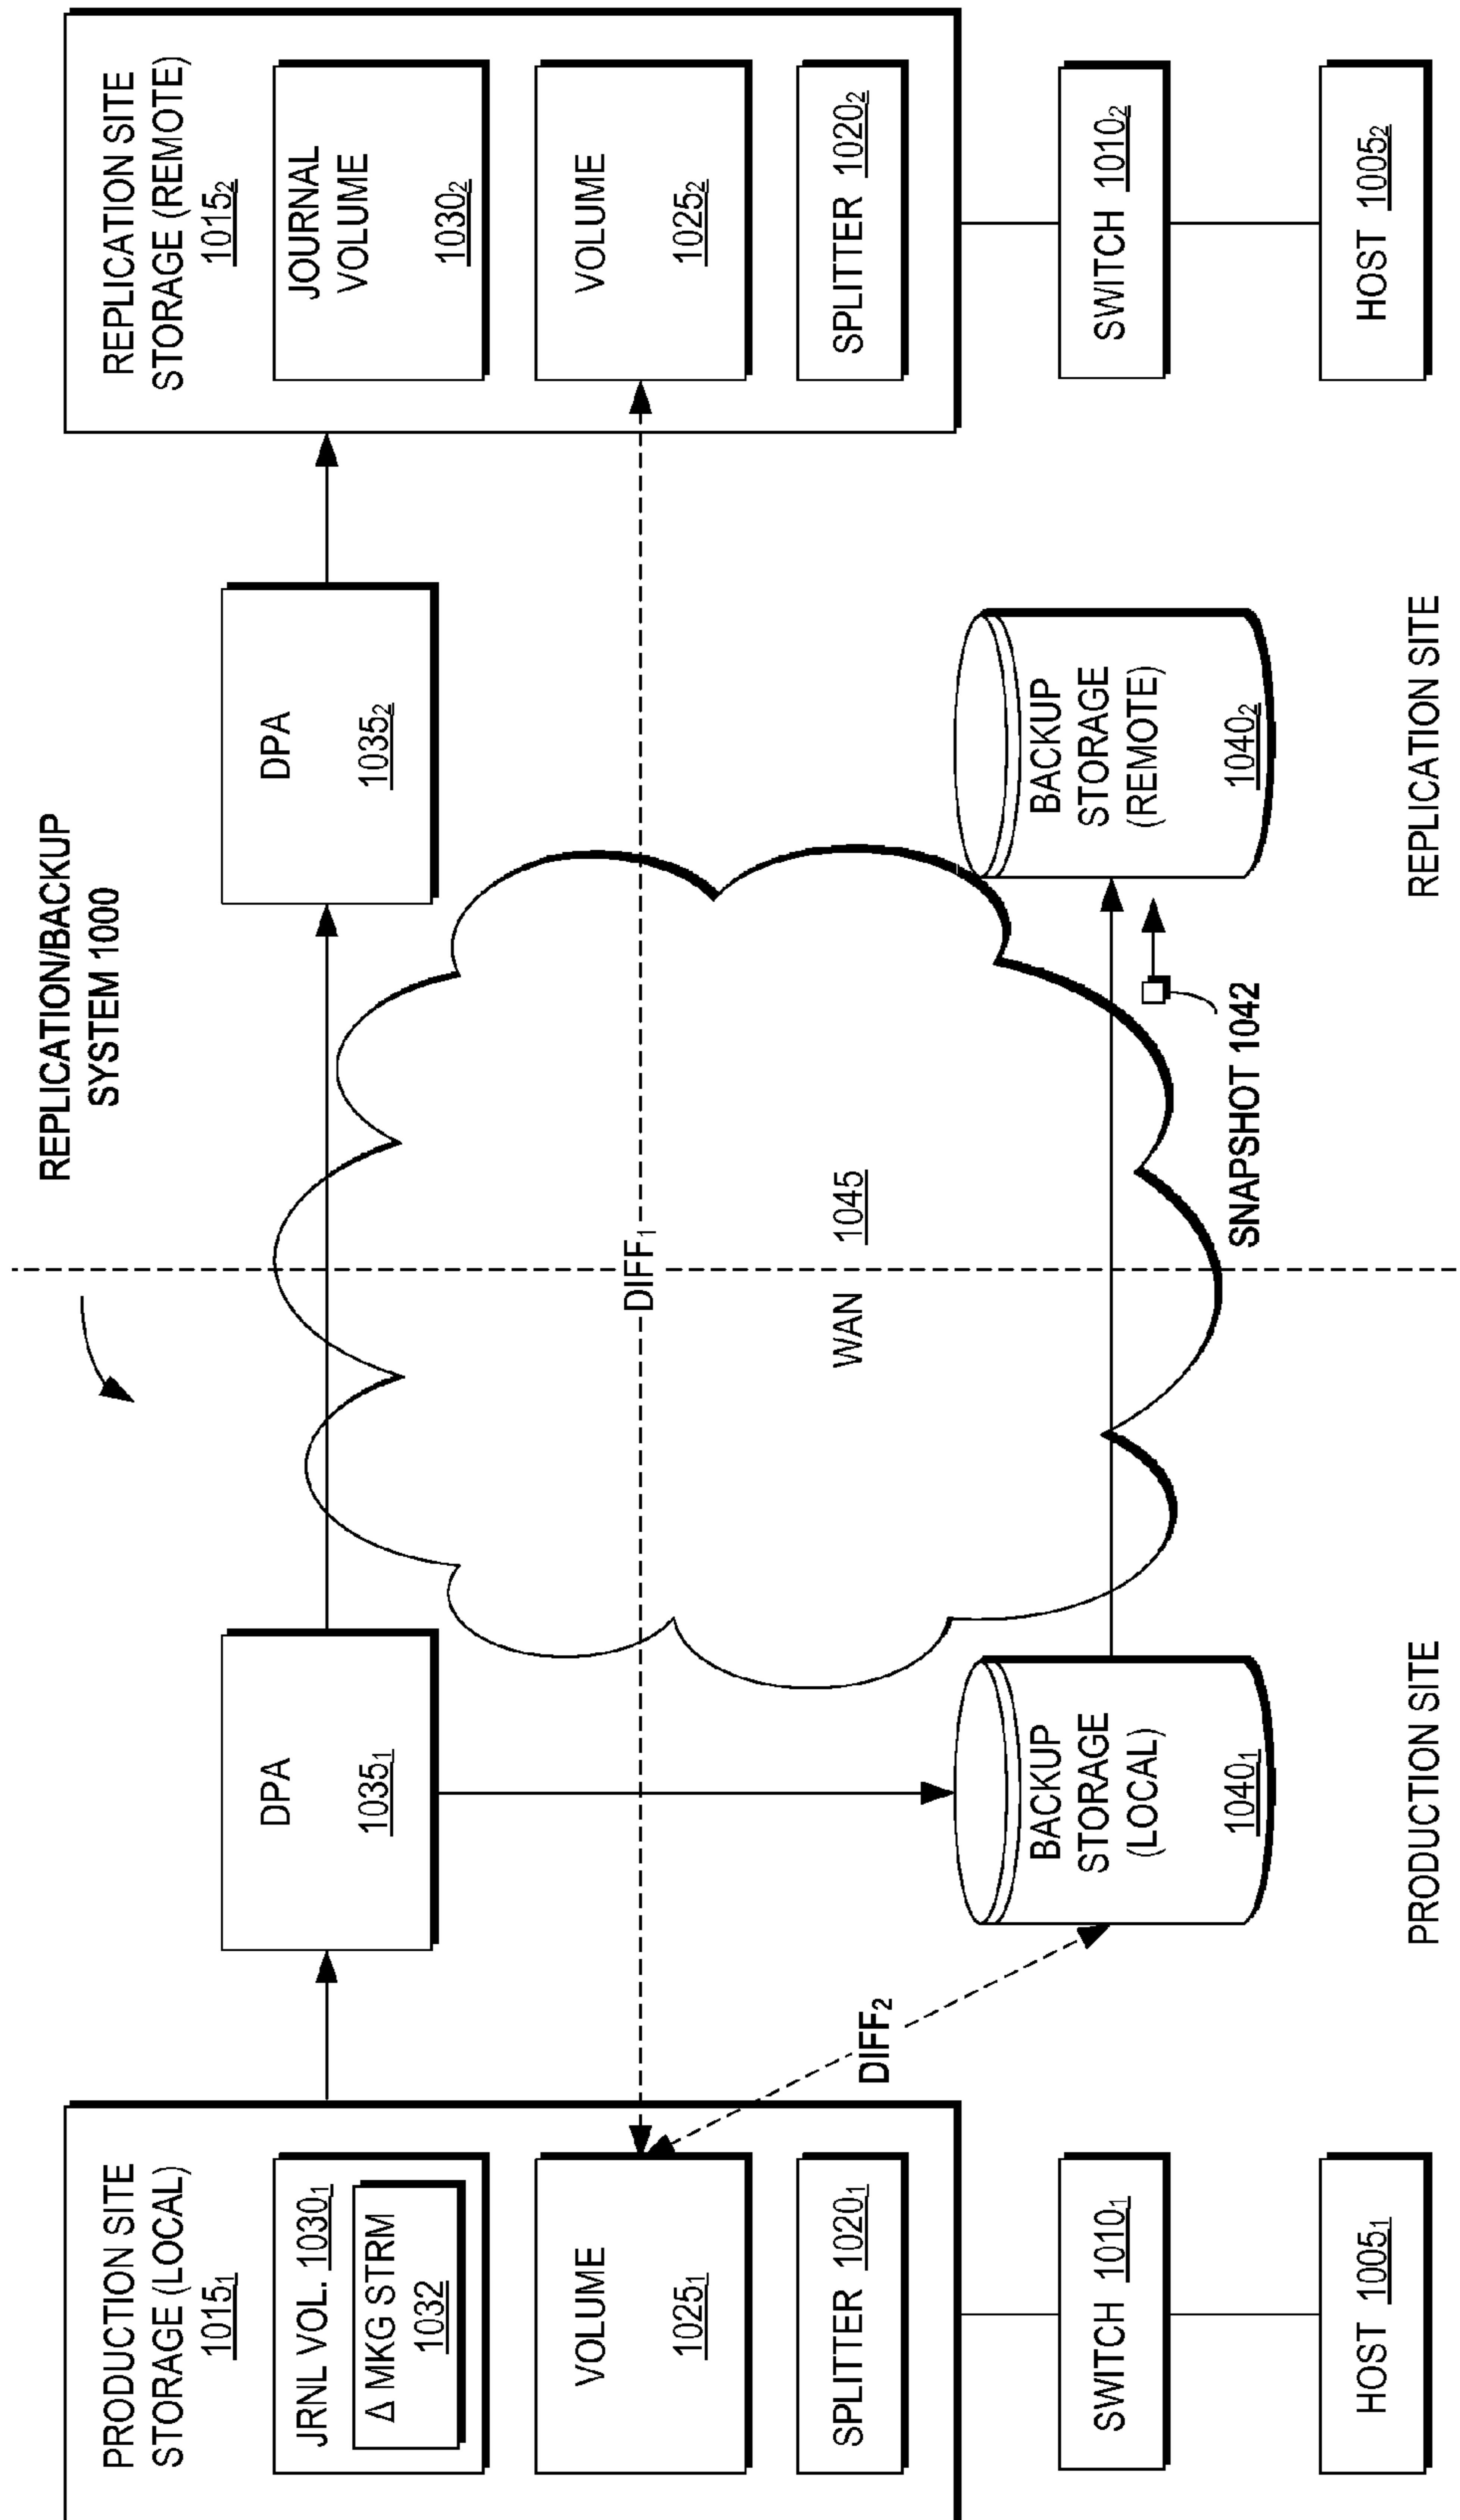 REPLICATION/BACKUP
SYSTEM 1000
PRODUCTION SITE
STORAGE (LOCAL)
1015₁
JRNL VOL. 1030₁
Δ MKG STRM
1032
VOLUME
1025₁
SPLITTER 1020₁
SWITCH 1010₁
HOST 1005₁
DPA
1035₁
DIFF₂
BACKUP
STORAGE
(LOCAL)
1040₁
PRODUCTION SITE
DIFF₁
WAN 1045
SNAPSHOT 1042
DPA
1035₂
BACKUP
STORAGE
(REMOTE)
1040₂
REPLICATION SITE
REPLICATION SITE
STORAGE (REMOTE)
1015₂
JOURNAL
VOLUME
1030₂
VOLUME
1025₂
SPLITTER 1020₂
SWITCH 1010₂
HOST 1005₂